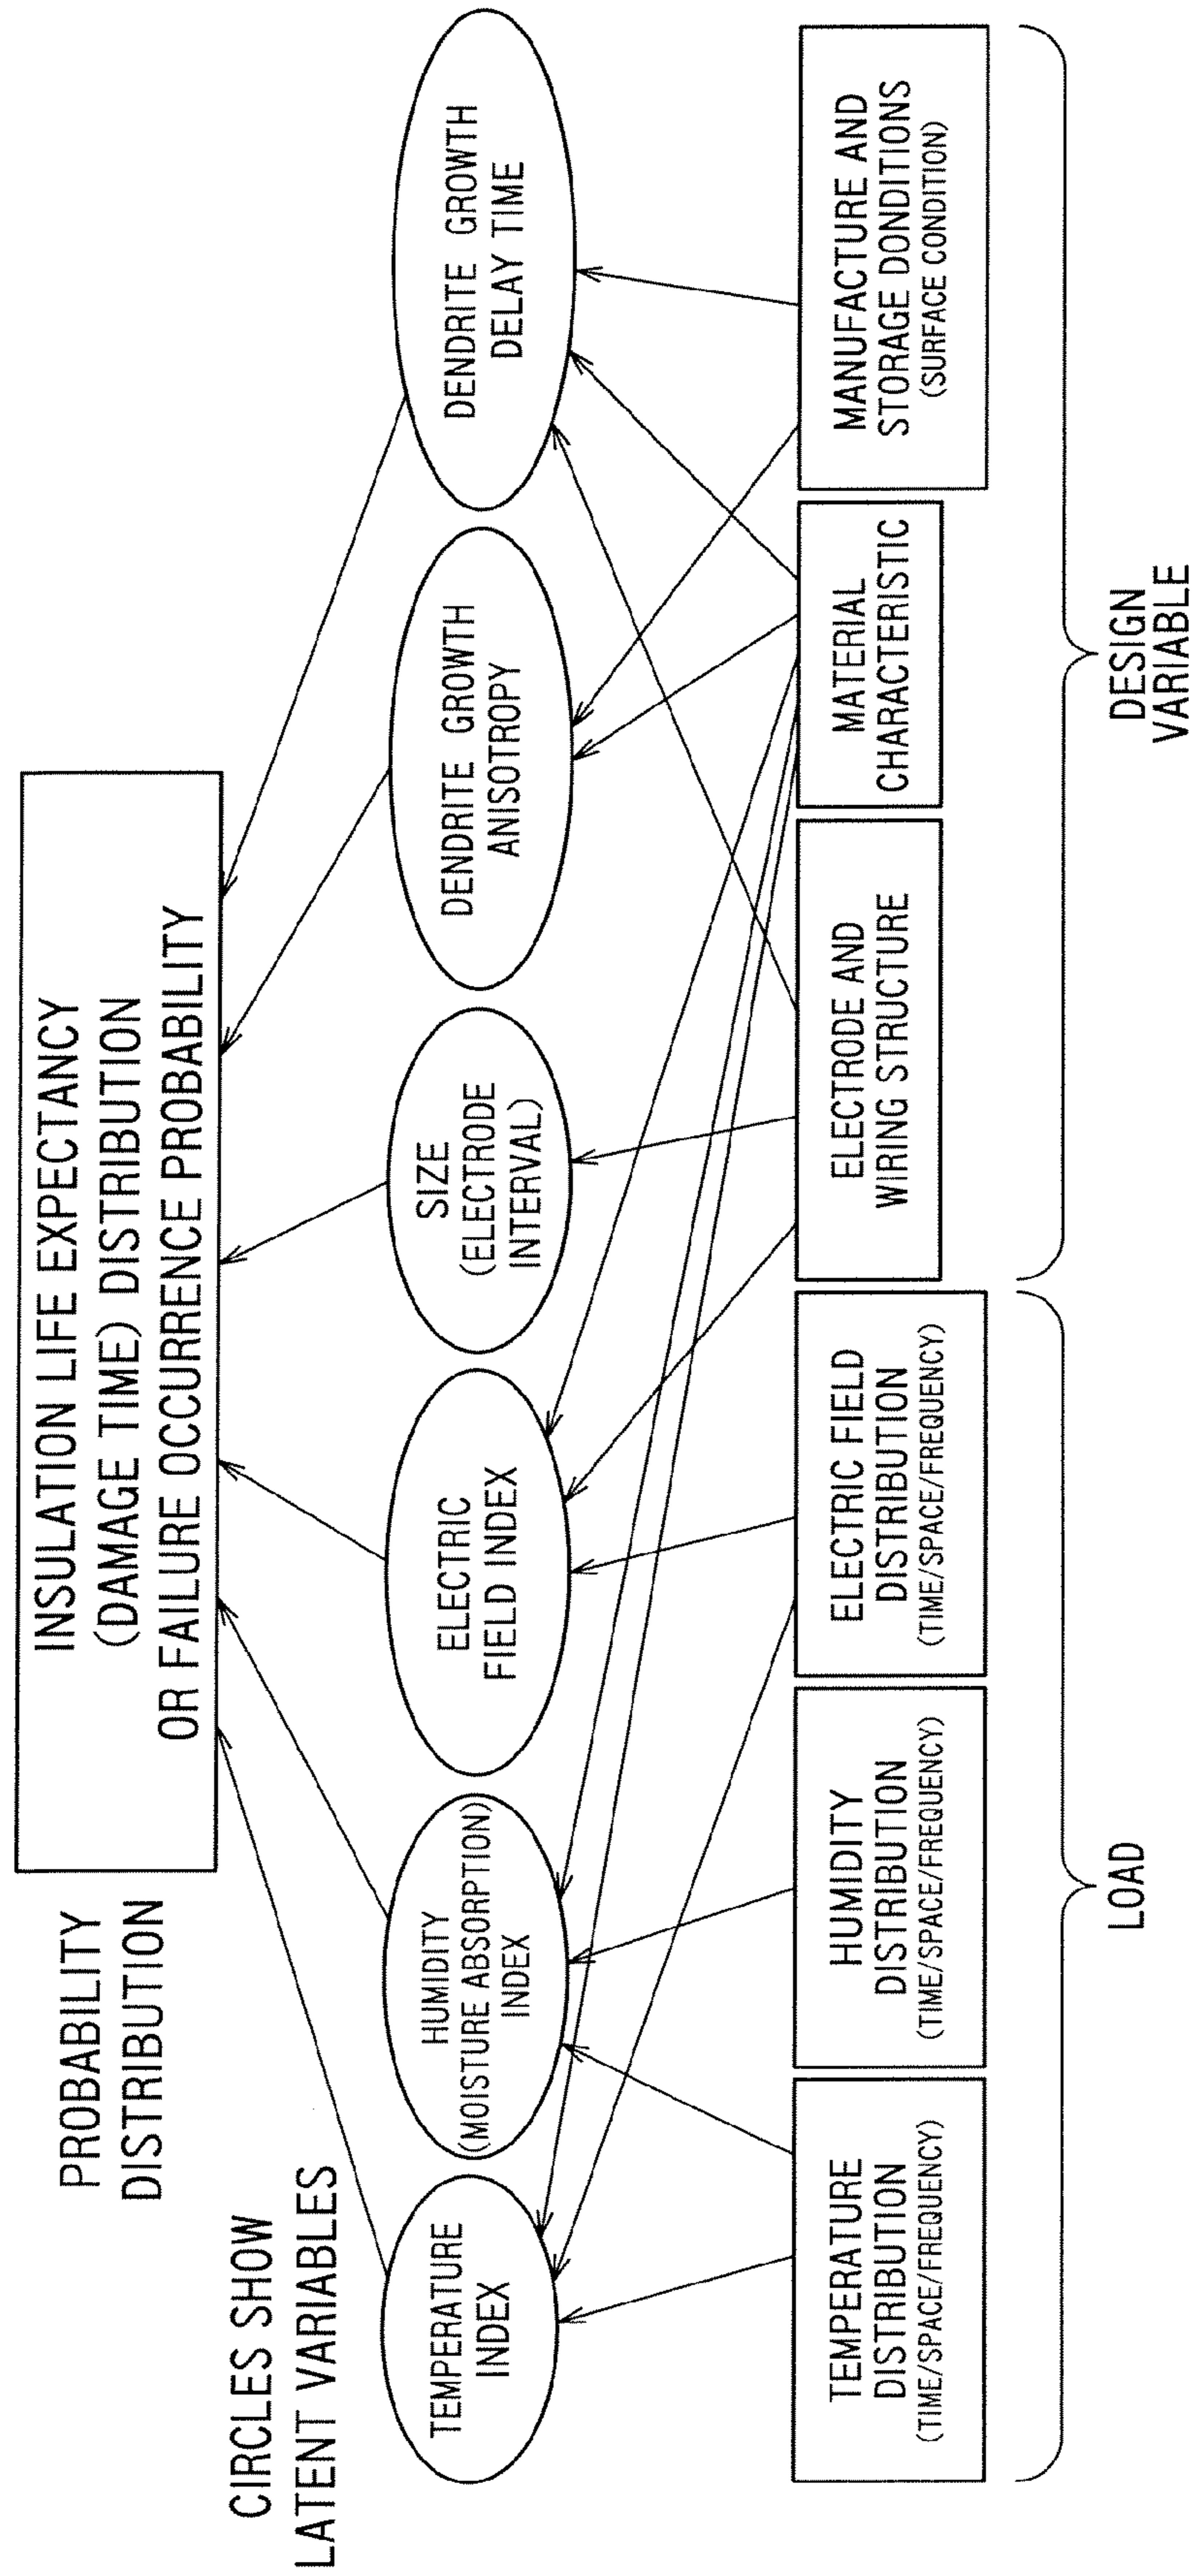 PROBABILITY
DISTRIBUTION
INSULATION LIFE EXPECTANCY
(DAMAGE TIME) DISTRIBUTION
OR FAILURE OCCURRENCE PROBABILITY
CIRCLES SHOW
LATENT VARIABLES
TEMPERATURE
INDEX
HUMIDITY
(MOISTURE ABSORPTION)
INDEX
ELECTRIC
FIELD INDEX
SIZE
(ELECTRODE
INTERVAL)
DENDRITE GROWTH
ANISOTROPY
DENDRITE GROWTH
DELAY TIME
TEMPERATURE
DISTRIBUTION
(TIME/SPACE/FREQUENCY)
HUMIDITY
DISTRIBUTION
(TIME/SPACE/FREQUENCY)
ELECTRIC FIELD
DISTRIBUTION
(TIME/SPACE/FREQUENCY)
ELECTRODE AND
WIRING STRUCTURE
MATERIAL
CHARACTERISTIC
MANUFACTURE AND
STORAGE DONDITIONS
(SURFACE CONDITION)
LOAD
DESIGN
VARIABLE